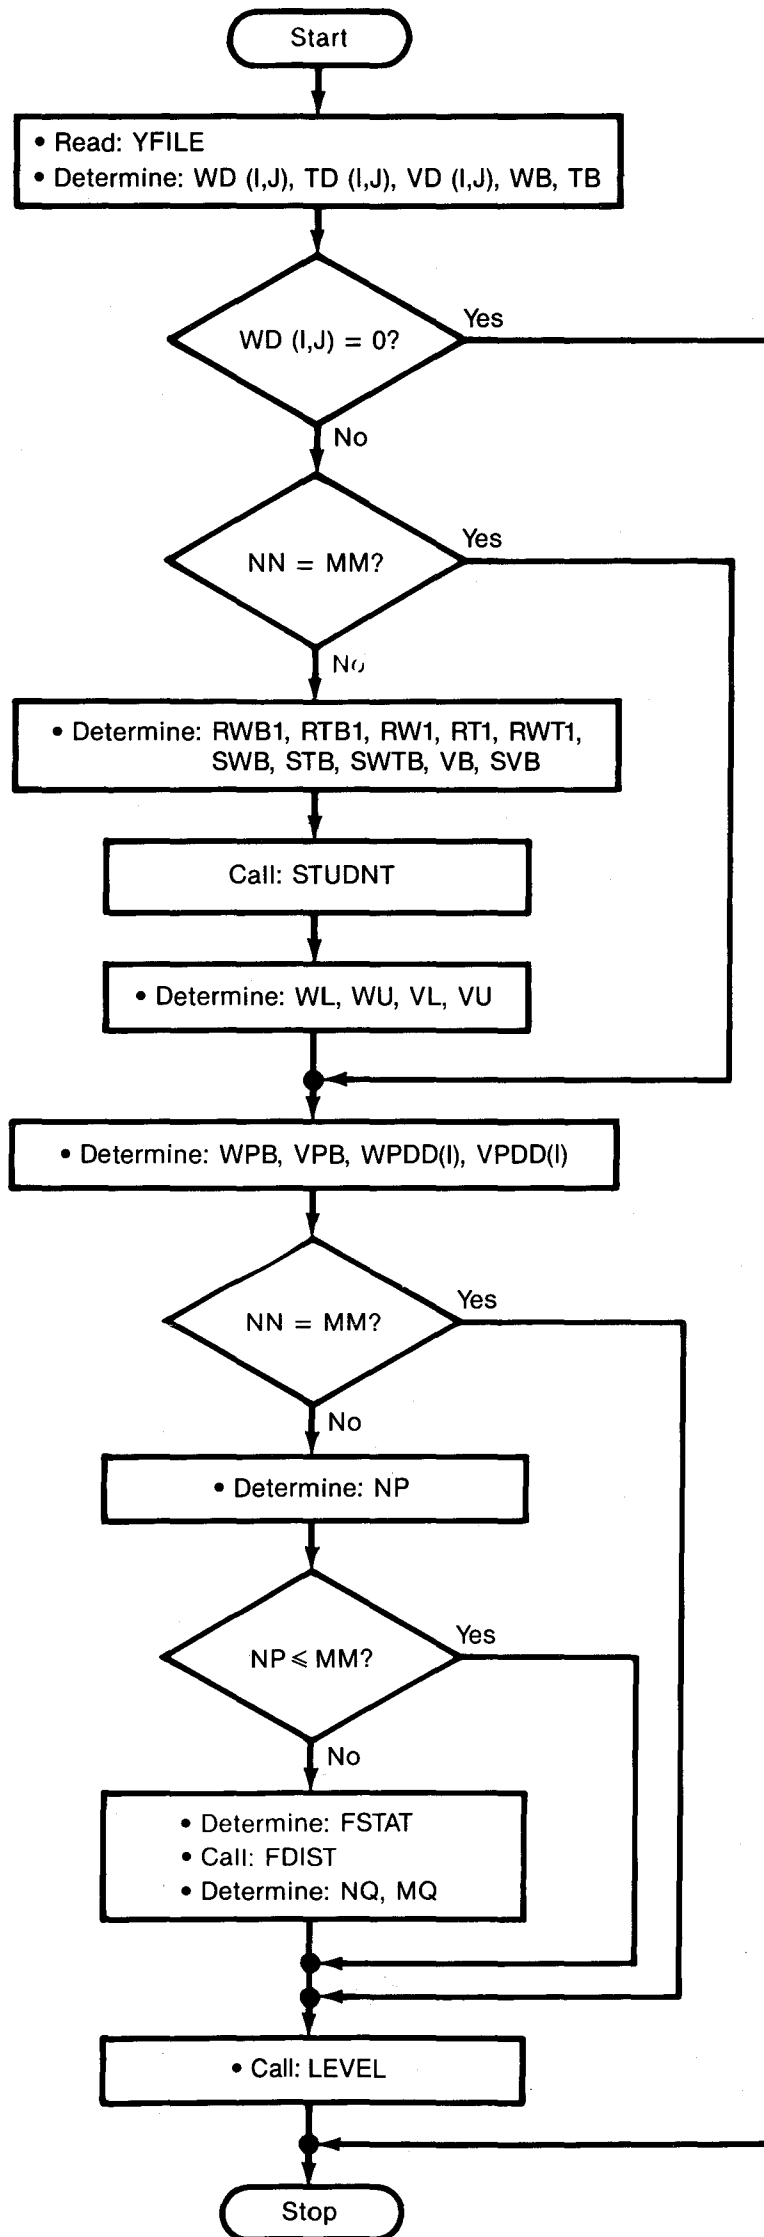 Start
• Read: YFILE
• Determine: WD (I,J), TD (I,J), VD (I,J), WB, TB
WD (I,J) = 0?
Yes
No
NN = MM?
Yes
No
• Determine: RWB1, RTB1, RW1, RT1, RWT1,
SWB, STB, SWTB, VB, SVB
Call: STUDNT
• Determine: WL, WU, VL, VU
• Determine: WPB, VPB, WPDD(I), VPDD(I)
NN = MM?
Yes
No
• Determine: NP
NP ⩽ MM?
Yes
No
• Determine: FSTAT
• Call: FDIST
• Determine: NQ, MQ
• Call: LEVEL
Stop